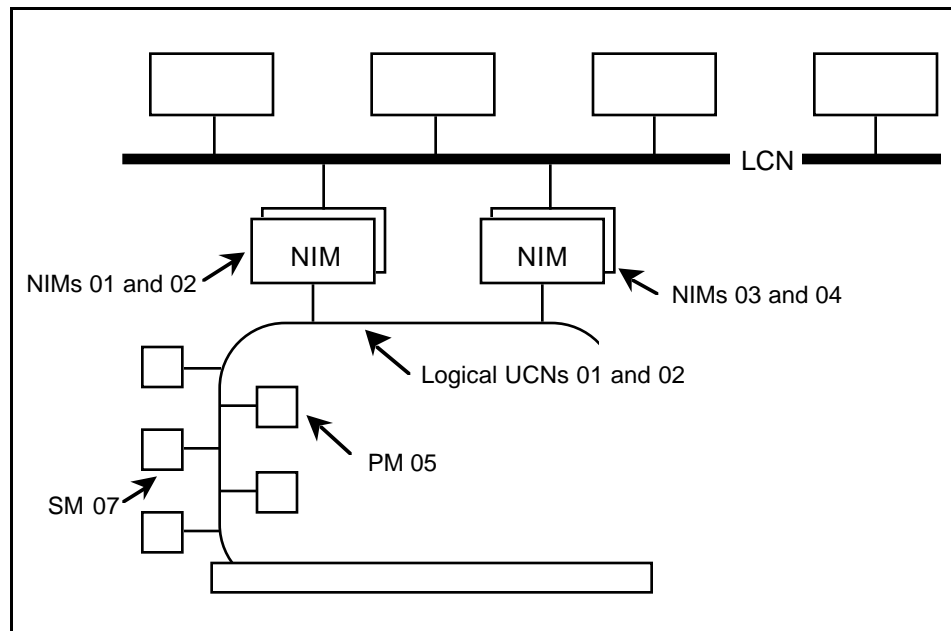 LCN
NIM
NIM
NIMs 01 and 02
NIMs 03 and 04
Logical UCNs 01 and 02
PM 05
SM 07